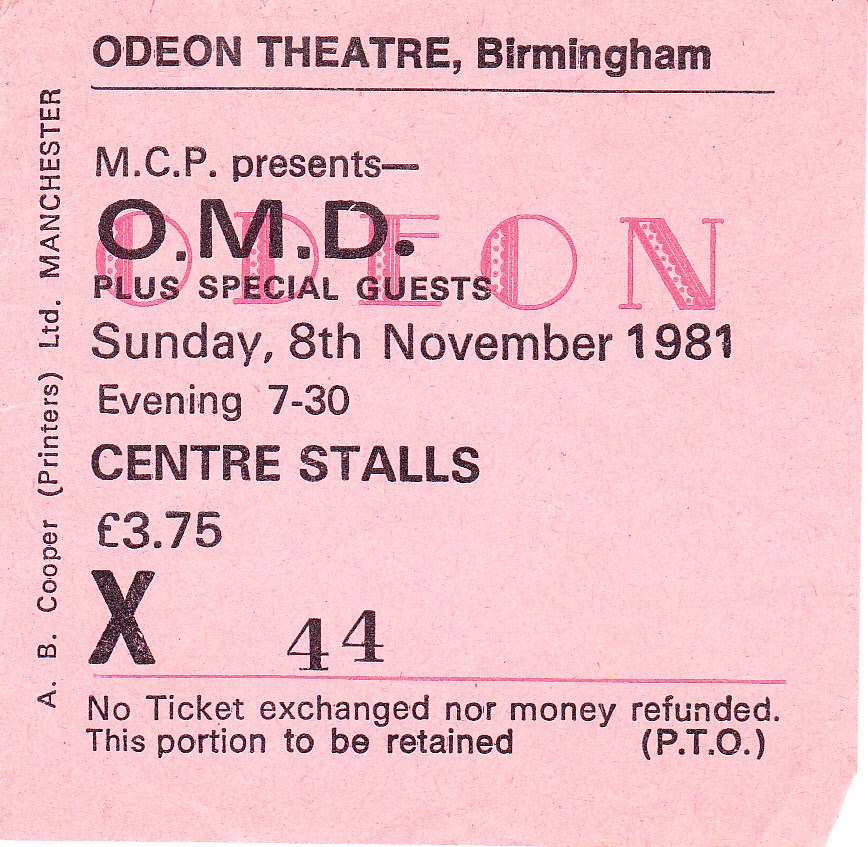 ODEON THEATRE, Birmingham
M.C.P. presents—
O.M.D.
ODEON
PLUS SPECIAL GUESTS
Sunday, 8th November 1981
Evening 7-30
CENTRE STALLS
£3.75
X 44
No Ticket exchanged nor money refunded.
This portion to be retained (P.T.O.)
A. B. Cooper (Printers) Ltd. MANCHESTER